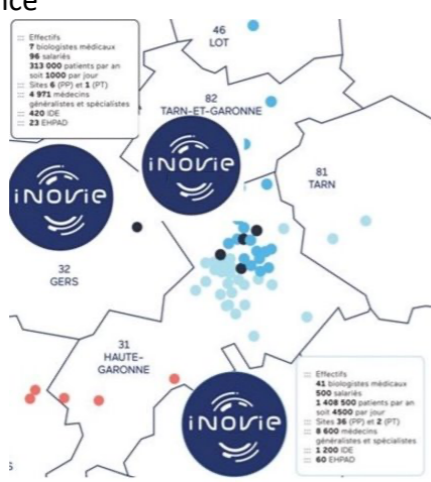 ice
Effectifs
7 biologistes médicaux
96 salariés
313 000 patients par an
soit 1000 par jour
Sites 6 (PP) et 1 (PT)
4 971 médecins
généralistes et spécialistes
420 IDE
23 EHPAD
46
LOT
82
TARN-ET-GARONNE
iNOVIE
iNOVIE
81
TARN
32
GERS
31
HAUTE-
GARONNE
iNOVIE
Effectifs
41 biologistes médicaux
500 salariés
1 408 500 patients par an
soit 4500 par jour
Sites 36 (PP) et 2 (PT)
8 600 médecins
généralistes et spécialistes
1 200 IDE
60 EHPAD
s